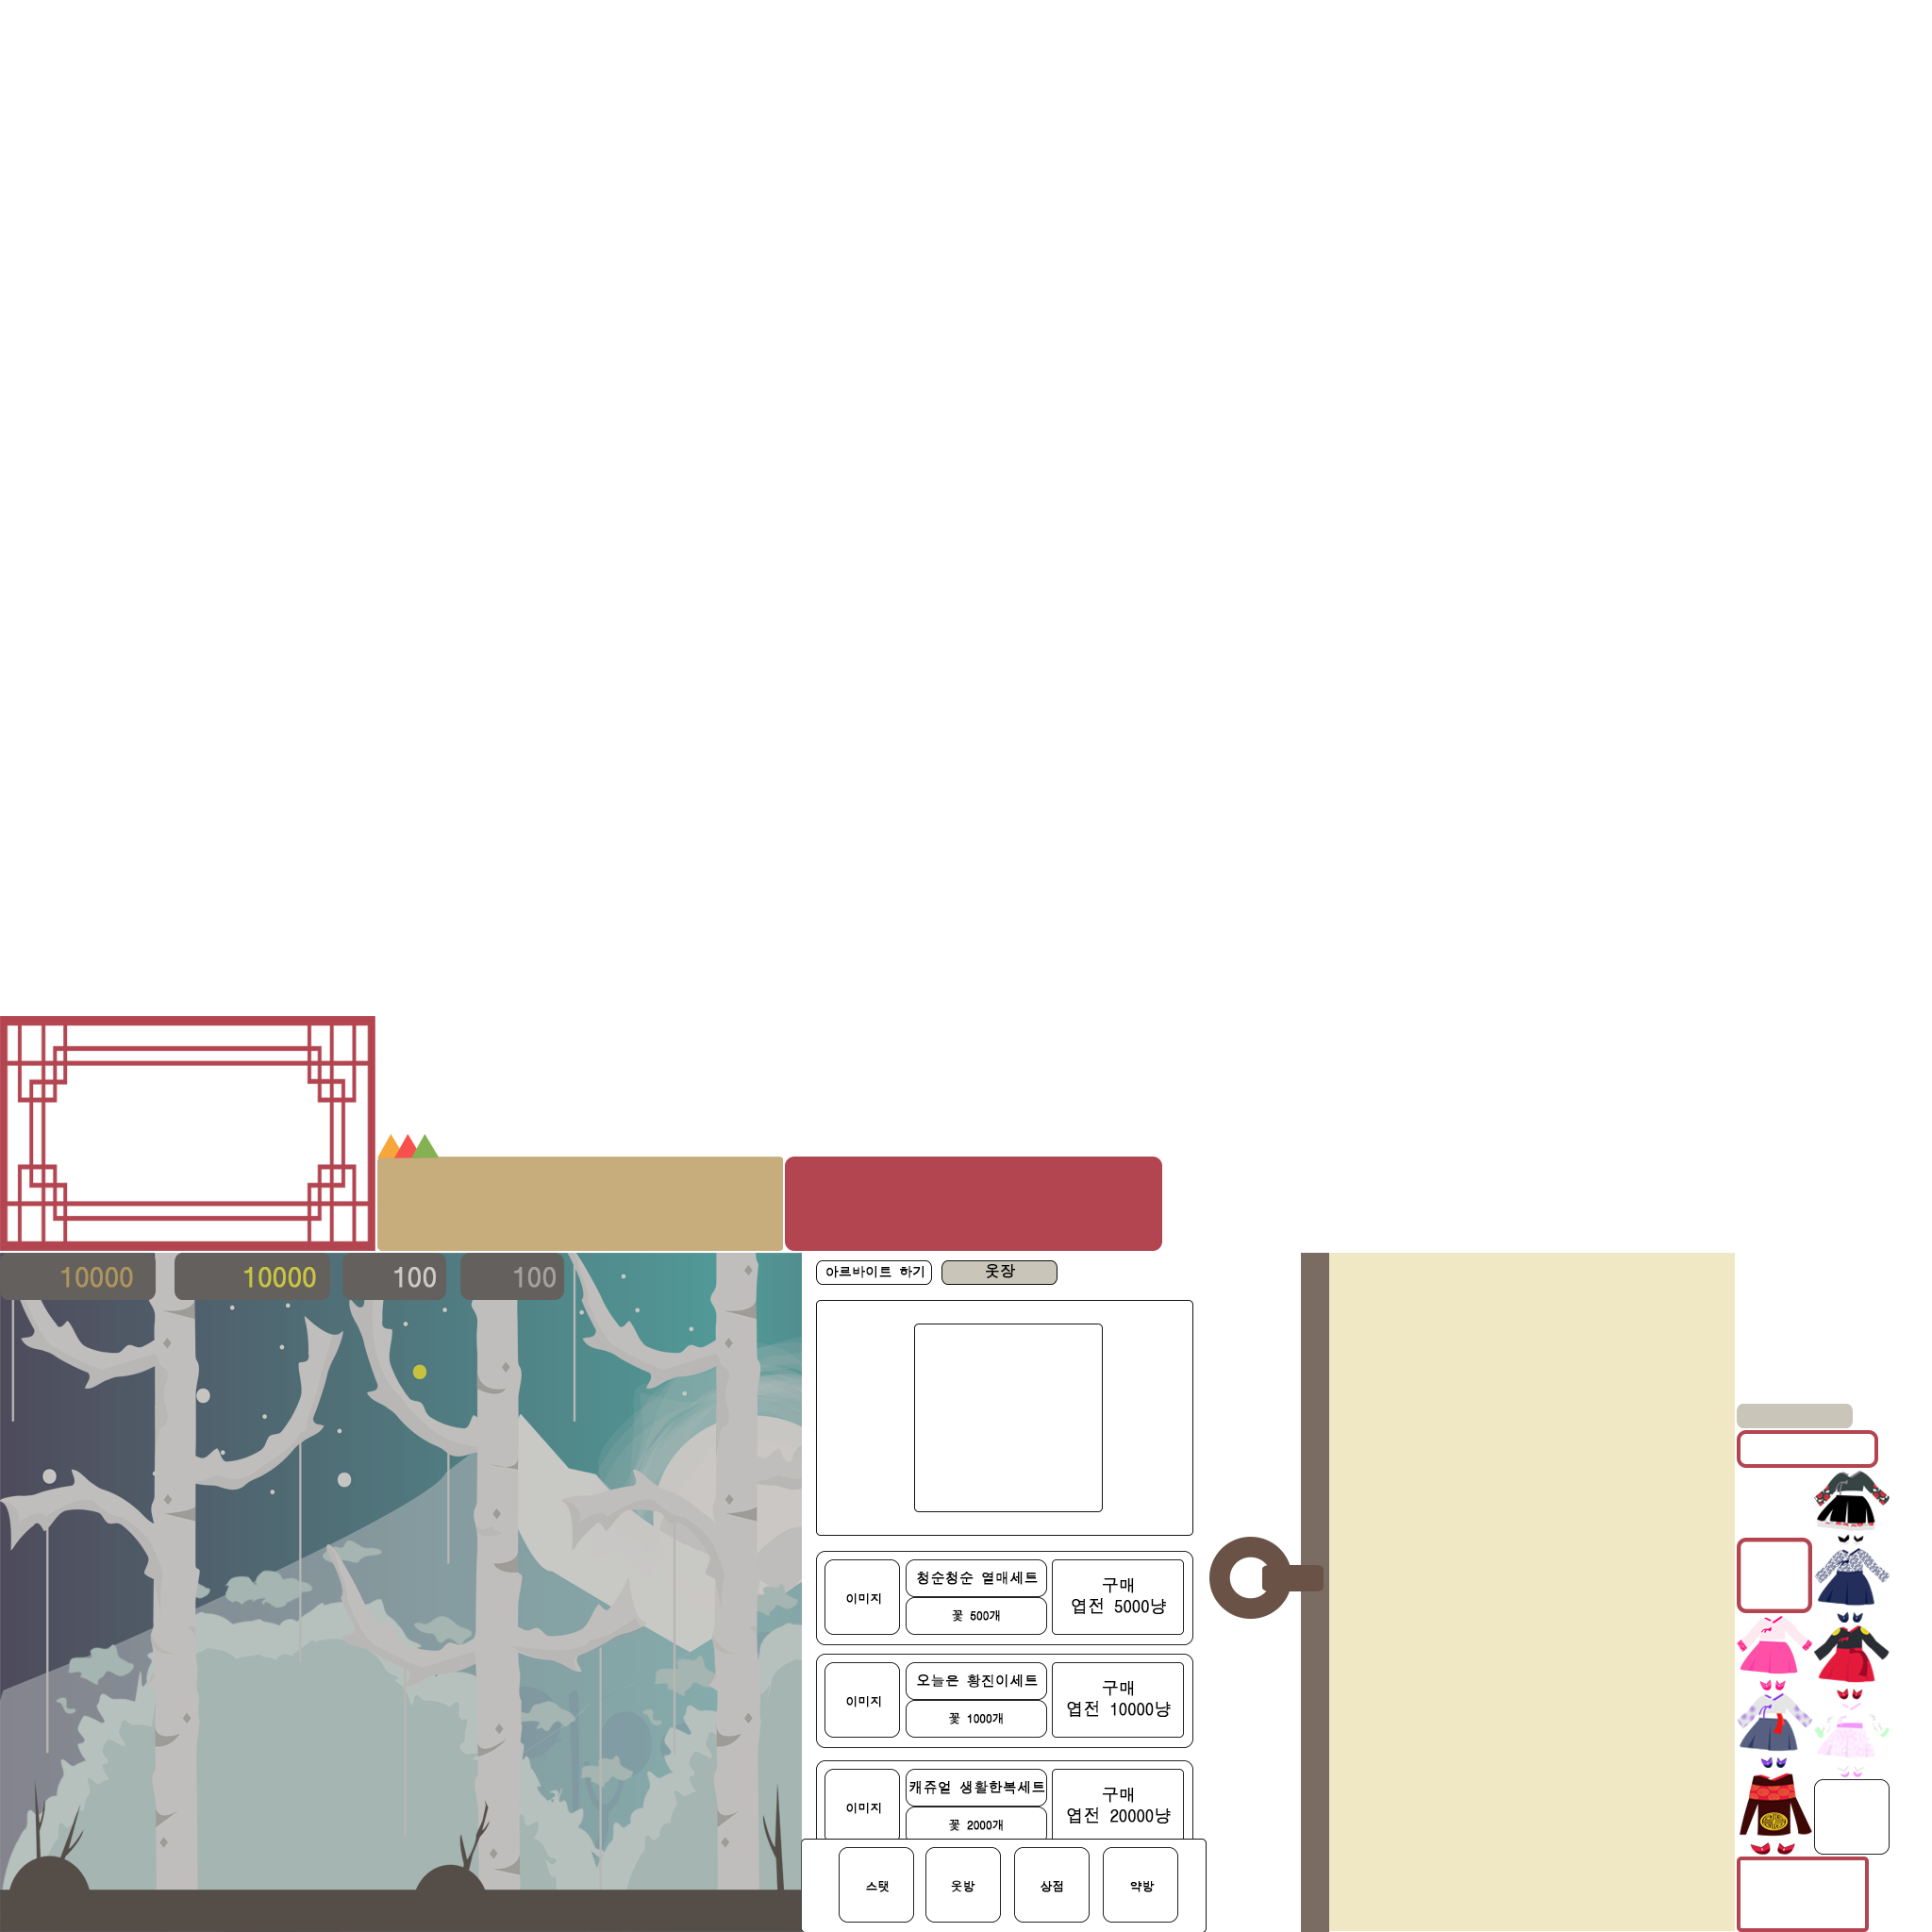 10000 10000 100 100
아르바이트 하기 옷장
이미지
청순청순 열매세트
꽃 500개
구매
엽전 5000냥
이미지
오늘은 황진이세트
꽃 1000개
구매
엽전 10000냥
이미지
캐쥬얼 생활한복세트
꽃 2000개
구매
엽전 20000냥
스탯 옷방 상점 약방